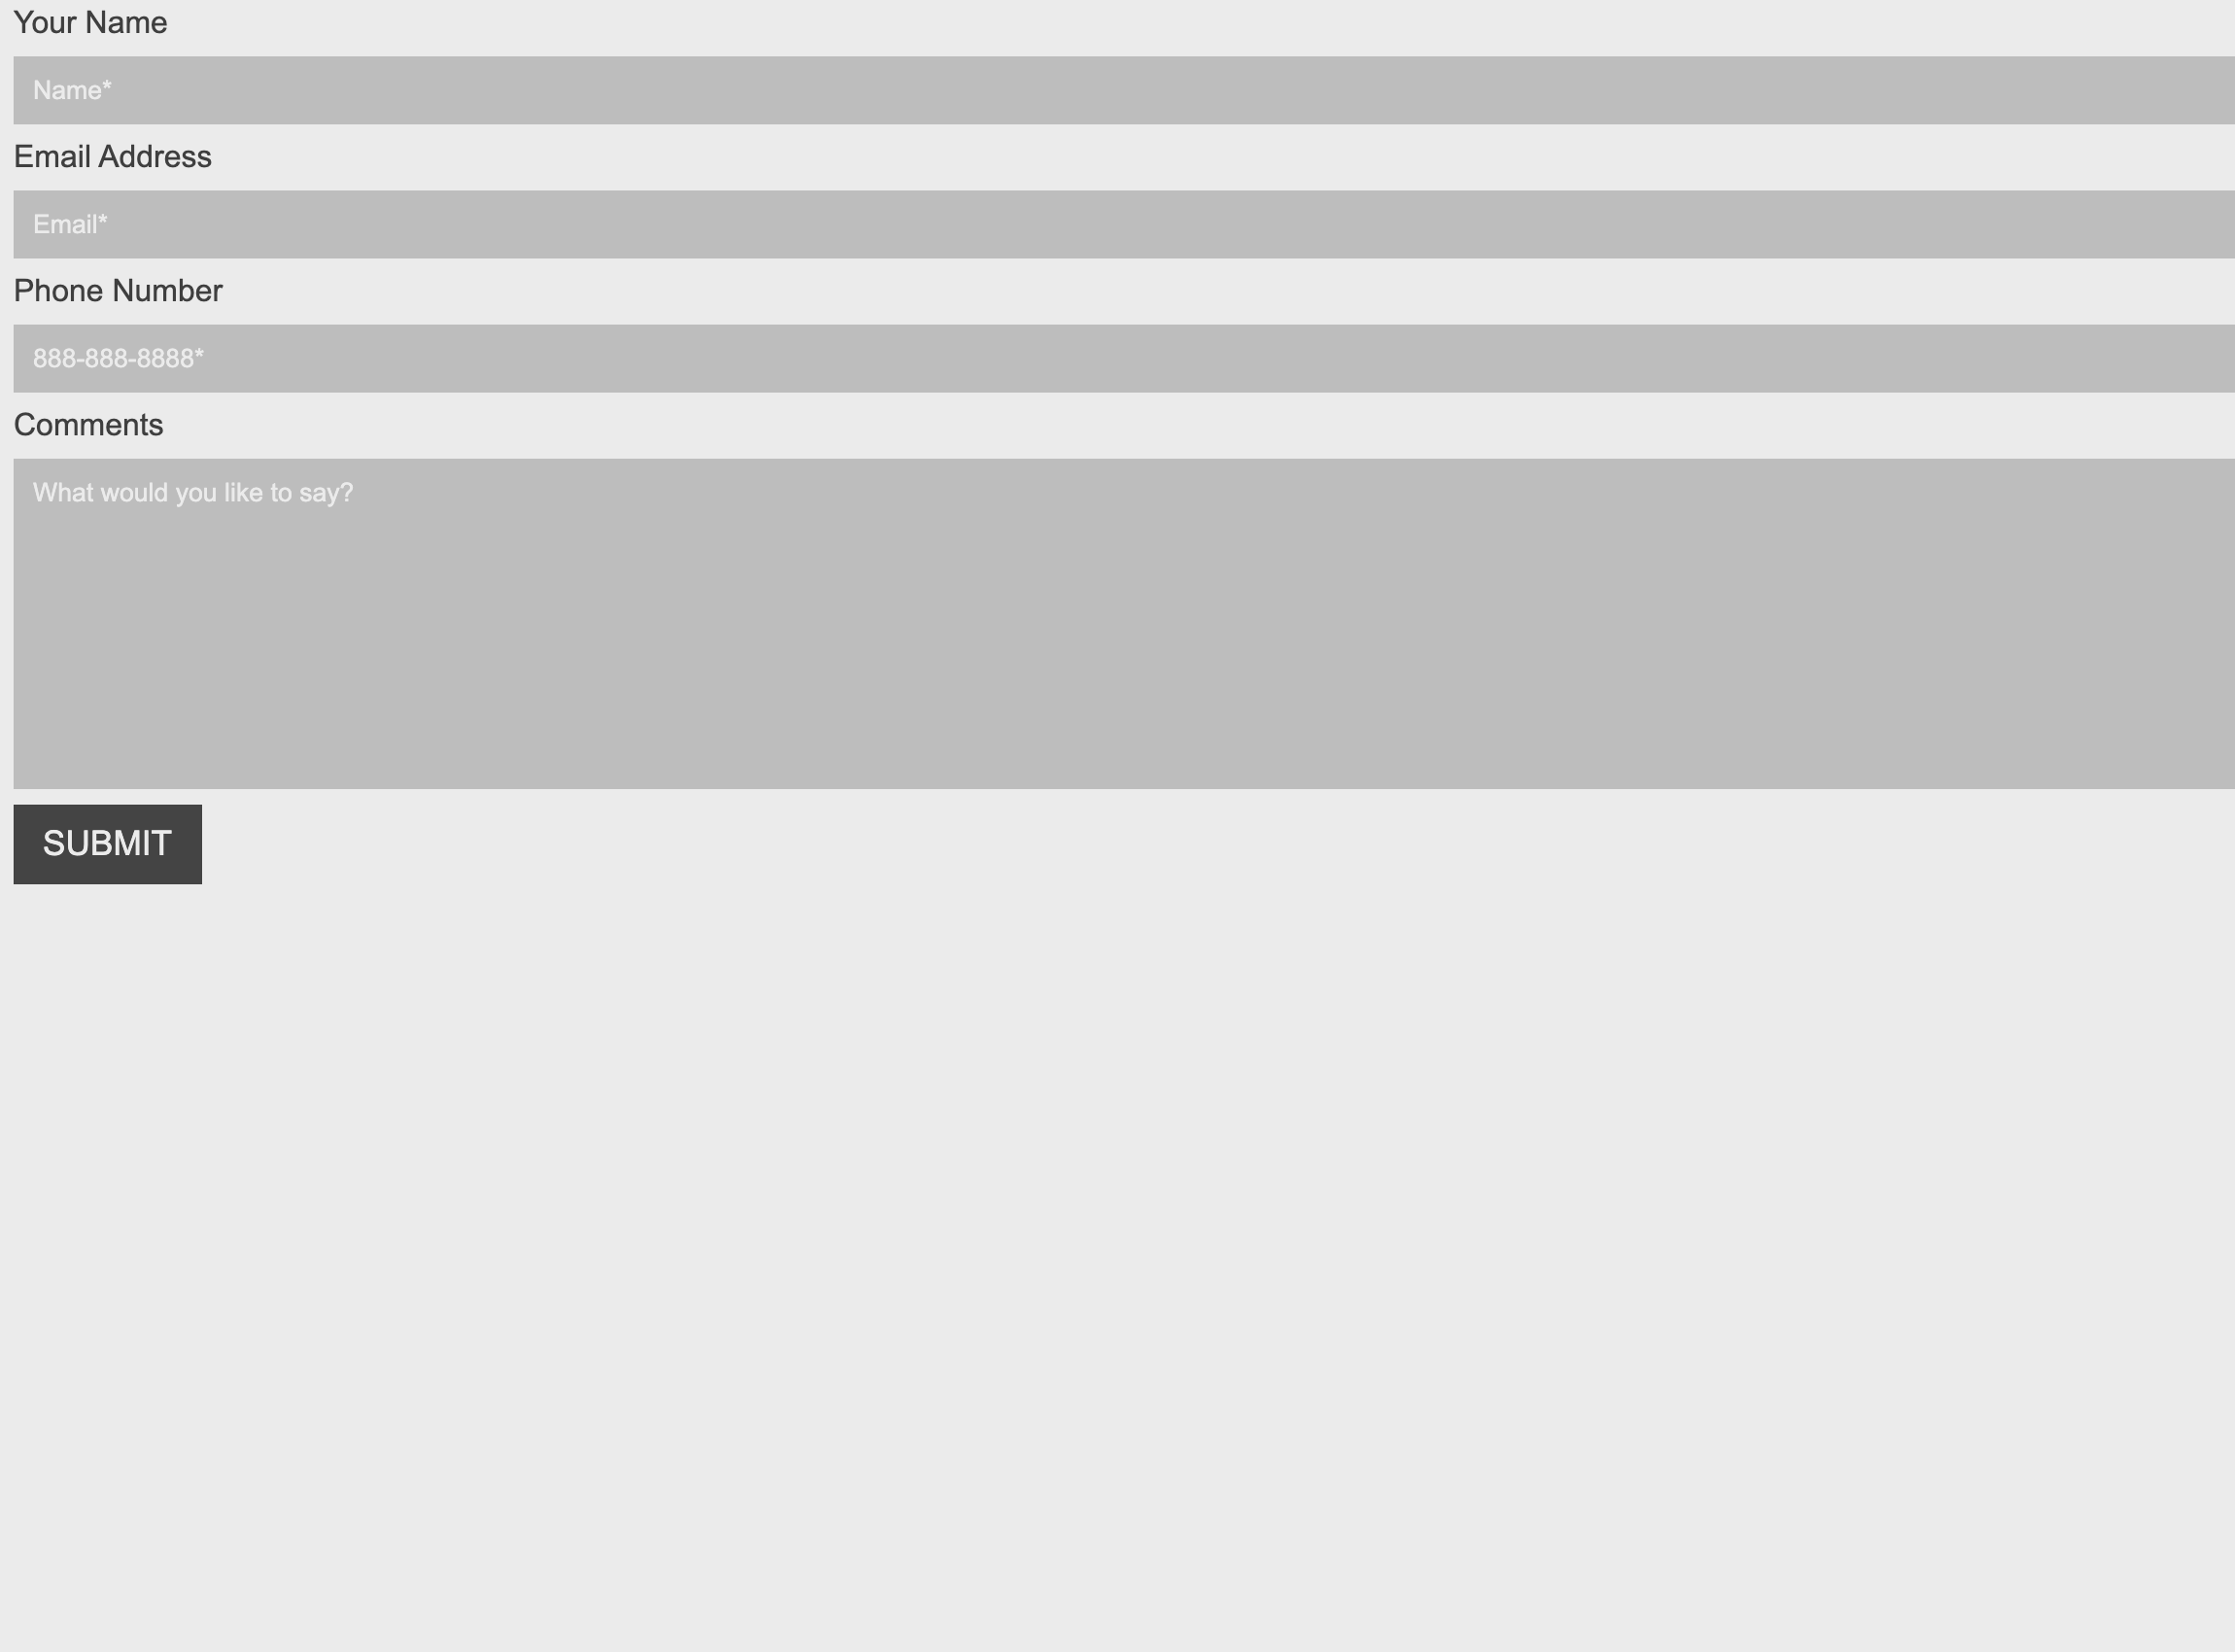 Your Name
Name*
Email Address
Email*
Phone Number
888-888-8888*
Comments
What would you like to say?
SUBMIT